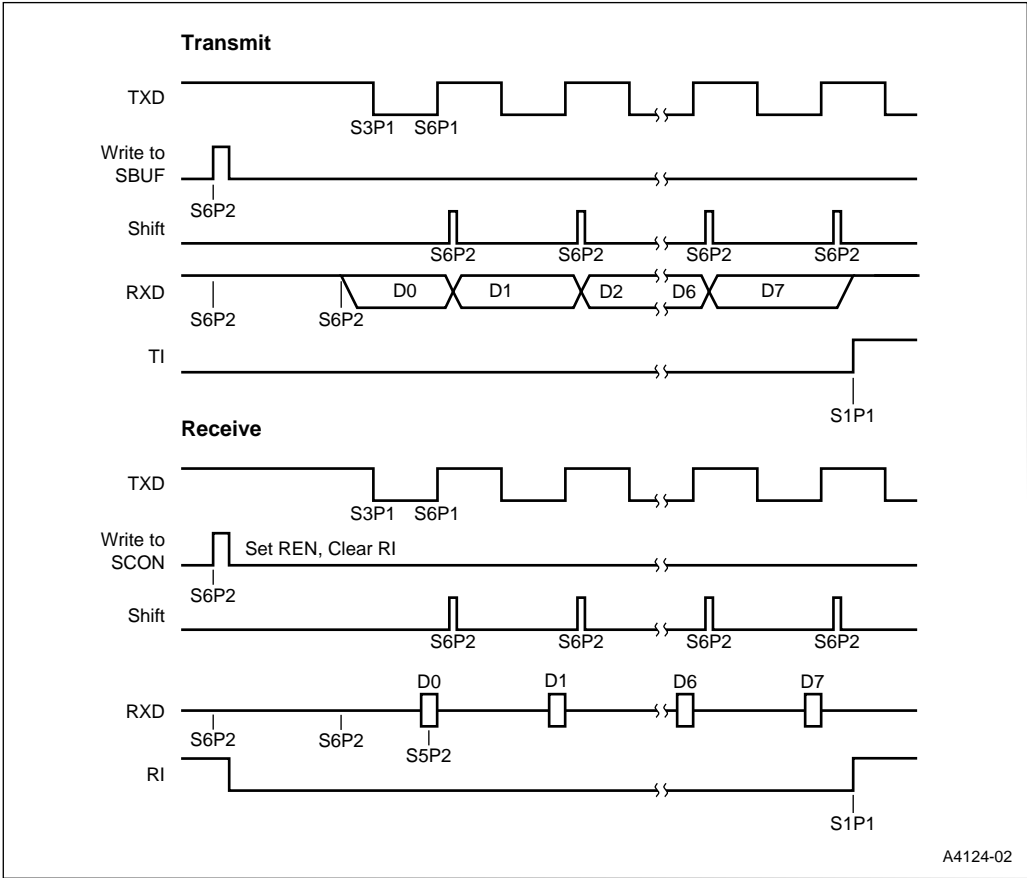 Transmit
TXD
S3P1 S6P1
Write to
SBUF
S6P2
Shift
S6P2 S6P2 S6P2 S6P2
RXD D0 D1 D2 D6 D7
S6P2 S6P2
TI
S1P1
Receive
TXD
S3P1 S6P1
Write to
SCON
Set REN, Clear RI
S6P2
Shift
S6P2 S6P2 S6P2 S6P2
D0 D1 D6 D7
RXD
S6P2 S6P2 S5P2
RI
S1P1
A4124-02